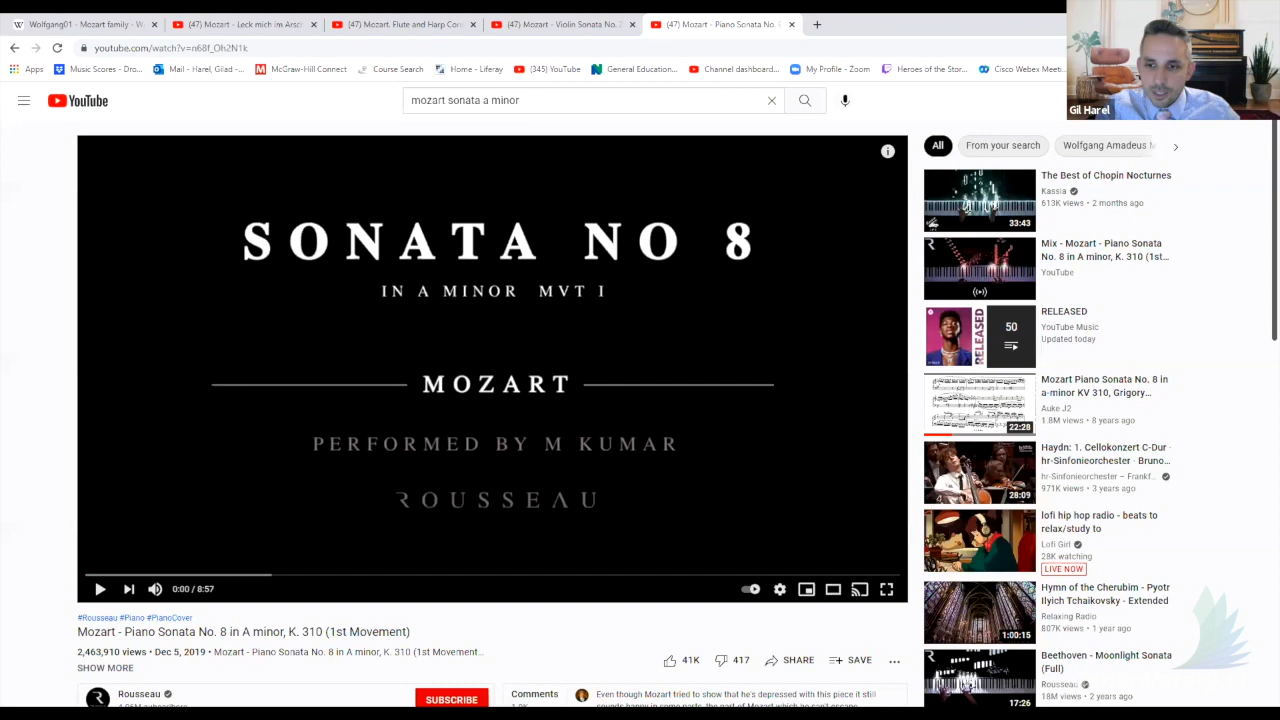 Wolfgang01 - Mozart family - W
(47) Mozart - Leck mich im Arsch
(47) Mozart. Flute and Harp Con
(47) Mozart - Violin Sonata No. 2
(47) Mozart - Piano Sonata No. 8
youtube.com/watch?v=n68f_Oh2N1k
Apps
Music Scores - Dro...
Mail - Harel, Gilad -...
McGraw-Hill Connect
Course Search
Home - Life
(345) YouTube
General Education...
Channel dashboard...
My Profile - Zoom
Heroes of the Stor...
Cisco Webex Meeti...
Gil Harel
YouTube
mozart sonata a minor
SONATA NO 8
IN A MINOR MVT I
MOZART
PERFORMED BY M KUMAR
ROUSSEAU
0:00 / 8:57
#Rousseau #Piano #PianoCover
Mozart - Piano Sonata No. 8 in A minor, K. 310 (1st Movement)
2,463,910 views • Dec 5, 2019 • Mozart - Piano Sonata No. 8 in A minor, K. 310 (1st Movement...
SHOW MORE
41K
417
SHARE
SAVE
Rousseau
SUBSCRIBE
Comments
Even though Mozart tried to show that he's depressed with this piece it still
All
From your search
Wolfgang Amadeus M
The Best of Chopin Nocturnes
Kassia
613K views • 2 months ago
33:43
Mix - Mozart - Piano Sonata
No. 8 in A minor, K. 310 (1st...
YouTube
RELEASED
50
RELEASED
YouTube Music
Updated today
Mozart Piano Sonata No. 8 in
a-minor KV 310, Grigory...
Auke J2
1.8M views • 8 years ago
22:28
Haydn: 1. Cellokonzert C-Dur ·
hr-Sinfonieorchester · Bruno...
hr-Sinfonieorchester – Frankf...
971K views • 3 years ago
28:09
lofi hip hop radio - beats to
relax/study to
Lofi Girl
28K watching
LIVE NOW
Hymn of the Cherubim - Pyotr
Ilyich Tchaikovsky - Extended
Relaxing Radio
807K views • 1 year ago
1:00:15
Beethoven - Moonlight Sonata
(Full)
Rousseau
18M views • 2 years ago
17:26